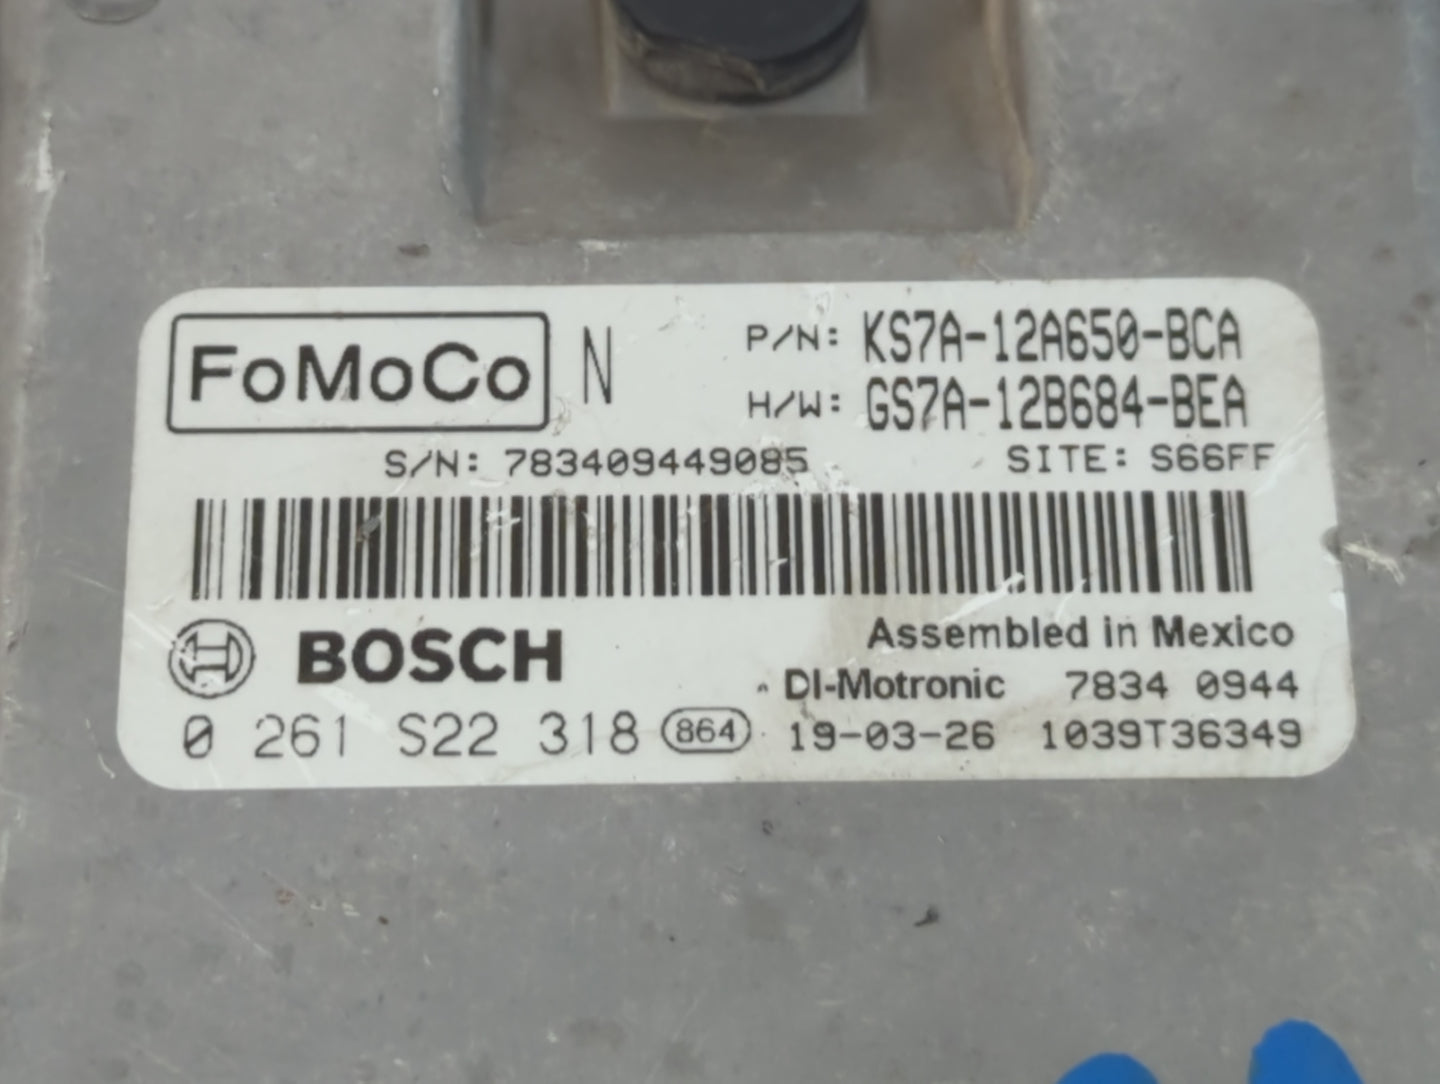 FoMoCo N P/N: KS7A-12A650-BCA
H/W: GS7A-12B684-BEA
S/N: 783409449085 SITE: S66FF
BOSCH Assembled in Mexico
DI-Motronic 7834 0944
0 261 S22 318 864 19-03-26 1039T36349